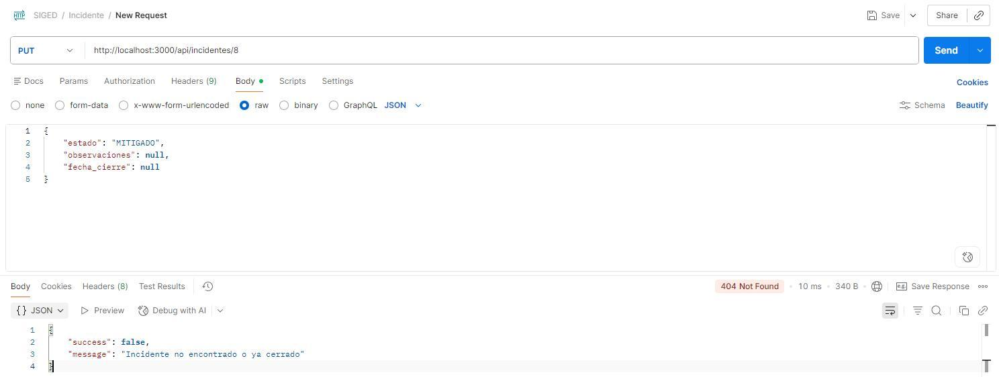 HTTP SIGED / Incidente / New Request Save Share
PUT http://localhost:3000/api/incidentes/8 Send
Docs Params Authorization Headers (9) Body Scripts Settings Cookies
none form-data x-www-form-urlencoded raw binary GraphQL JSON Schema Beautify
1 {
2 "estado": "MITIGADO",
3 "observaciones": null,
4 "fecha_cierre": null
5 }
Body Cookies Headers (8) Test Results 404 Not Found • 10 ms • 340 B • e.g. Save Response
{} JSON Preview Debug with AI
1 {
2 "success": false,
3 "message": "Incidente no encontrado o ya cerrado"
4 }